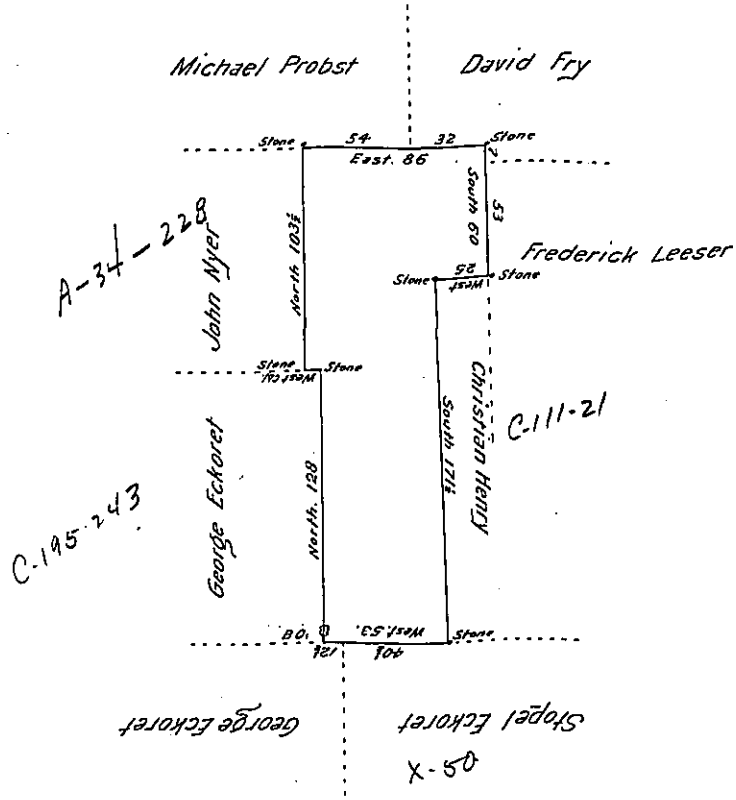 Michael Probst
David Fry
Stone
54
32
Stone
East. 86
7
South 60
53
A-34-228
John Nyer
North 103½
Frederick Leeser
Stone
25
West
Stone
Stone
Stone
George Eckoret
North. 128
South 171½
Christian Henry
C-111-21
C-195-243
B.O.
West. 53.
Stone
12½
40½
George Eckoret
Stopel Eckoret
X-50